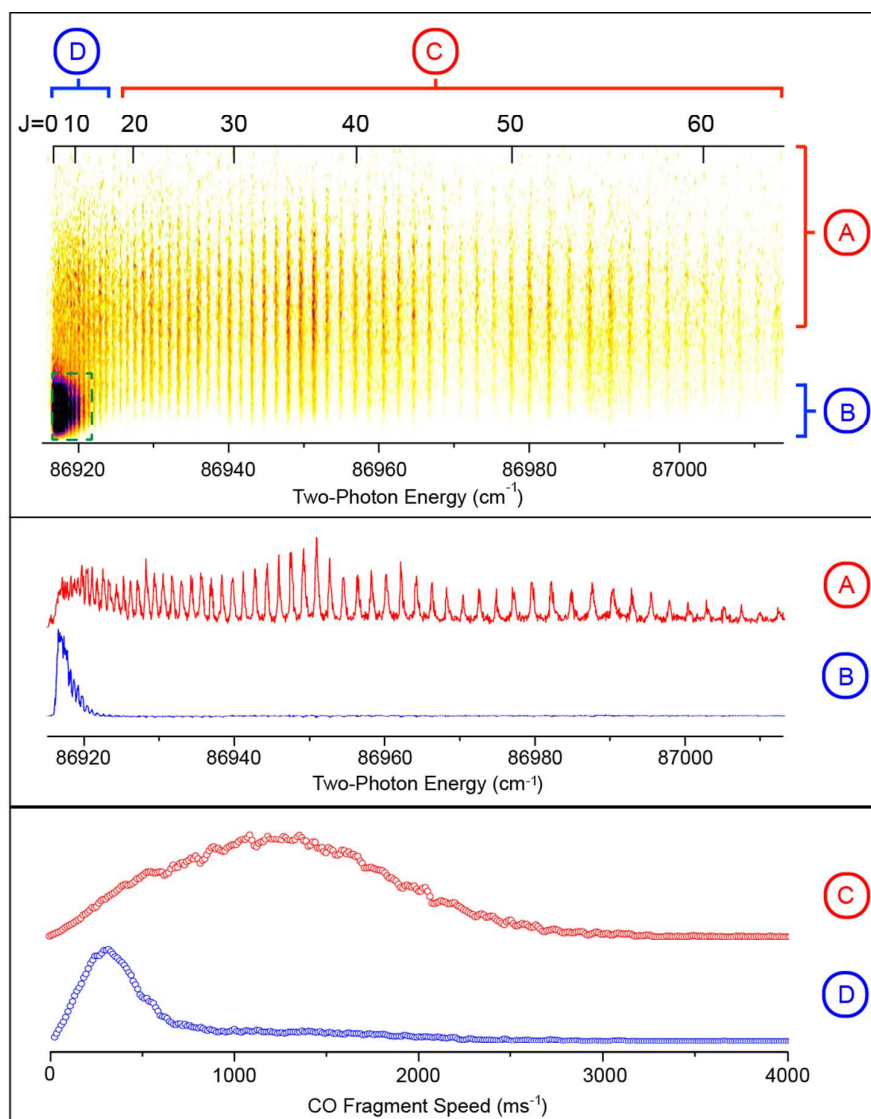 D
C
J=0 10 20 30 40 50 60
A
B
86920 86940 86960 86980 87000
Two-Photon Energy (cm-1)
A
B
86920 86940 86960 86980 87000
Two-Photon Energy (cm-1)
C
D
0 1000 2000 3000 4000
CO Fragment Speed (ms-1)